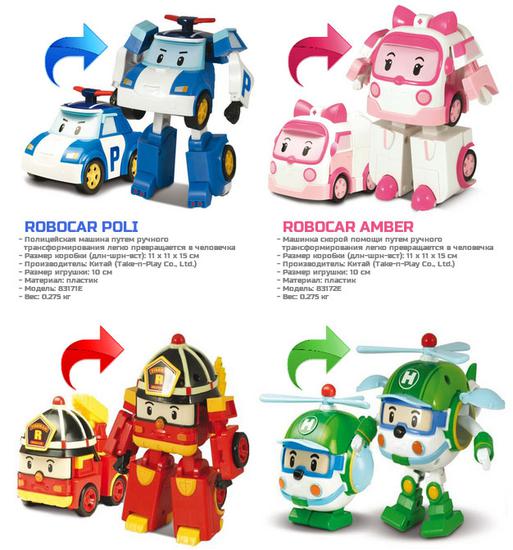 P
P
ROBOCAR POLI
- Полицейская машина путем ручного
трансформирования легко превращается в человечка
- Размер коробки (длн-шрн-вст): 11 x 11 x 15 см
- Производитель: Китай (Take-n-Play Co., Ltd.)
- Размер игрушки: 10 см
- Материал: пластик
- Модель: 83171E
- Вес: 0.275 кг
ROBOCAR AMBER
- Машинка скорой помощи путем ручного
трансформирования легко превращается в человечка
- Размер коробки (длн-шрн-вст): 11 x 11 x 15 см
- Производитель: Китай (Take-n-Play Co., Ltd.)
- Размер игрушки: 10 см
- Материал: пластик
- Модель: 83172E
- Вес: 0.275 кг
R
R
H
H